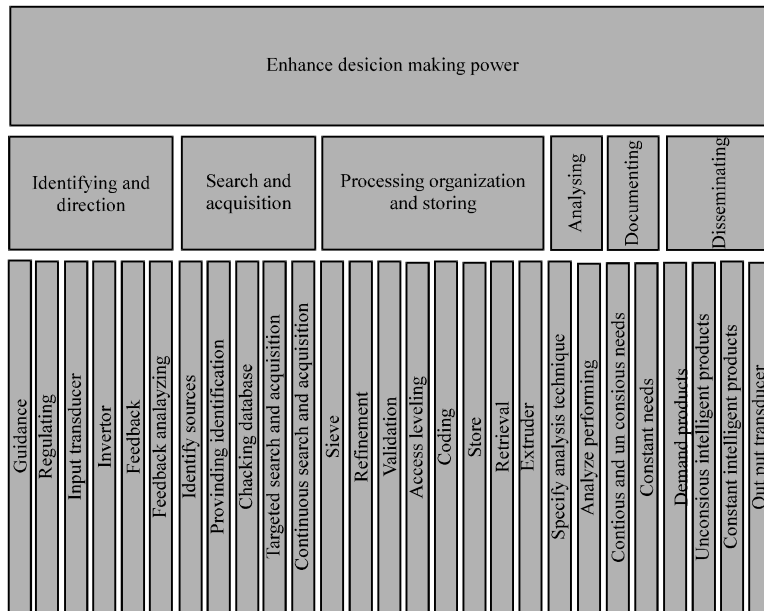 Enhance desicion making power
Identifying and
direction
Search and
acquisition
Processing organization
and storing
Analysing
Documenting
Disseminating
Guidance
Regulating
Input transducer
Invertor
Feedback
Feedback analayzing
Identify sources
Provinding identification
Chacking database
Targeted search and acquisition
Continuous search and acquisition
Sieve
Refinement
Validation
Access leveling
Coding
Store
Retrieval
Extruder
Specify analysis technique
Analyze performing
Contious and un consious needs
Constant needs
Demand products
Unconsious intelligent products
Constant intelligent products
Out put transducer